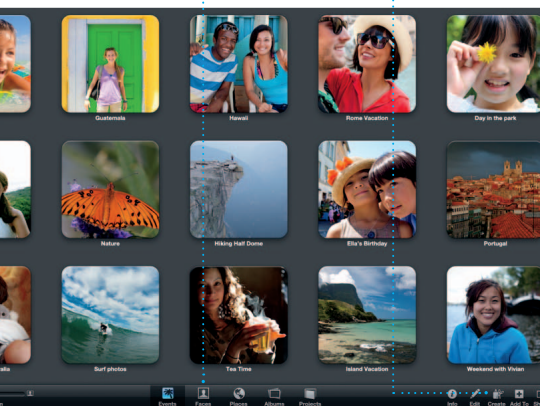 Guatemala
Hawaii
Rome Vacation
Day in the park
Nature
Hiking Half Dome
Ella's Birthday
Portugal
Surf photos
Tea Time
Island Vacation
Weekend with Vivian
Events Faces Places Albums Projects Info Edit Create Add To